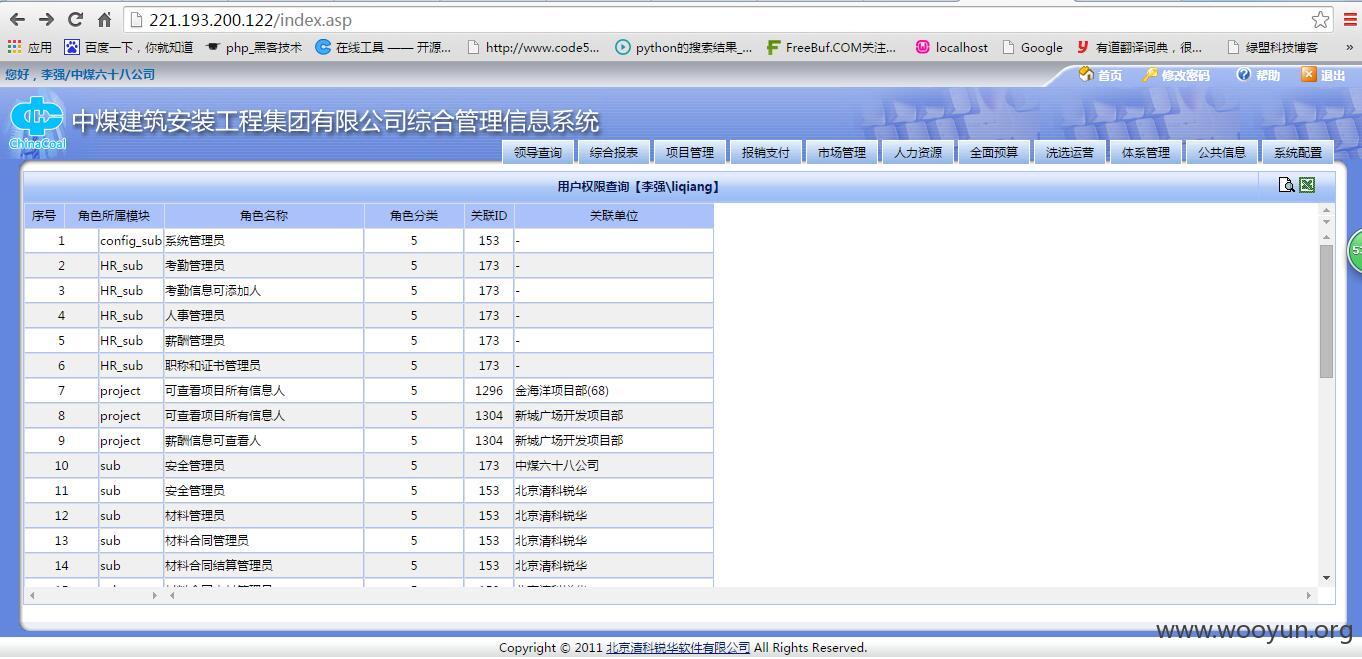 221.193.200.122/index.asp
应用 百度一下，你就知道 php_黑客技术 在线工具 —— 开源... http://www.code5... python的搜索结果_... FreeBuf.COM关注... localhost Google 有道翻译词典，很... 绿盟科技博客 »
您好，李强/中煤六十八公司 首页 修改密码 帮助 退出
ChinaCoal 中煤建筑安装工程集团有限公司综合管理信息系统
领导查询 综合报表 项目管理 报销支付 市场管理 人力资源 全面预算 洗选运营 体系管理 公共信息 系统配置
用户权限查询【李强\liqiang】
序号 角色所属模块 角色名称 角色分类 关联ID 关联单位
1 config_sub 系统管理员 5 153 -
2 HR_sub 考勤管理员 5 173 -
3 HR_sub 考勤信息可添加人 5 173 -
4 HR_sub 人事管理员 5 173 -
5 HR_sub 薪酬管理员 5 173 -
6 HR_sub 职称和证书管理员 5 173 -
7 project 可查看项目所有信息人 5 1296 金海洋项目部(68)
8 project 可查看项目所有信息人 5 1304 新城广场开发项目部
9 project 薪酬信息可查看人 5 1304 新城广场开发项目部
10 sub 安全管理员 5 173 中煤六十八公司
11 sub 安全管理员 5 153 北京清科锐华
12 sub 材料管理员 5 153 北京清科锐华
13 sub 材料合同管理员 5 153 北京清科锐华
14 sub 材料合同结算管理员 5 153 北京清科锐华
www.wooyun.org
Copyright © 2011 北京清科锐华软件有限公司 All Rights Reserved.